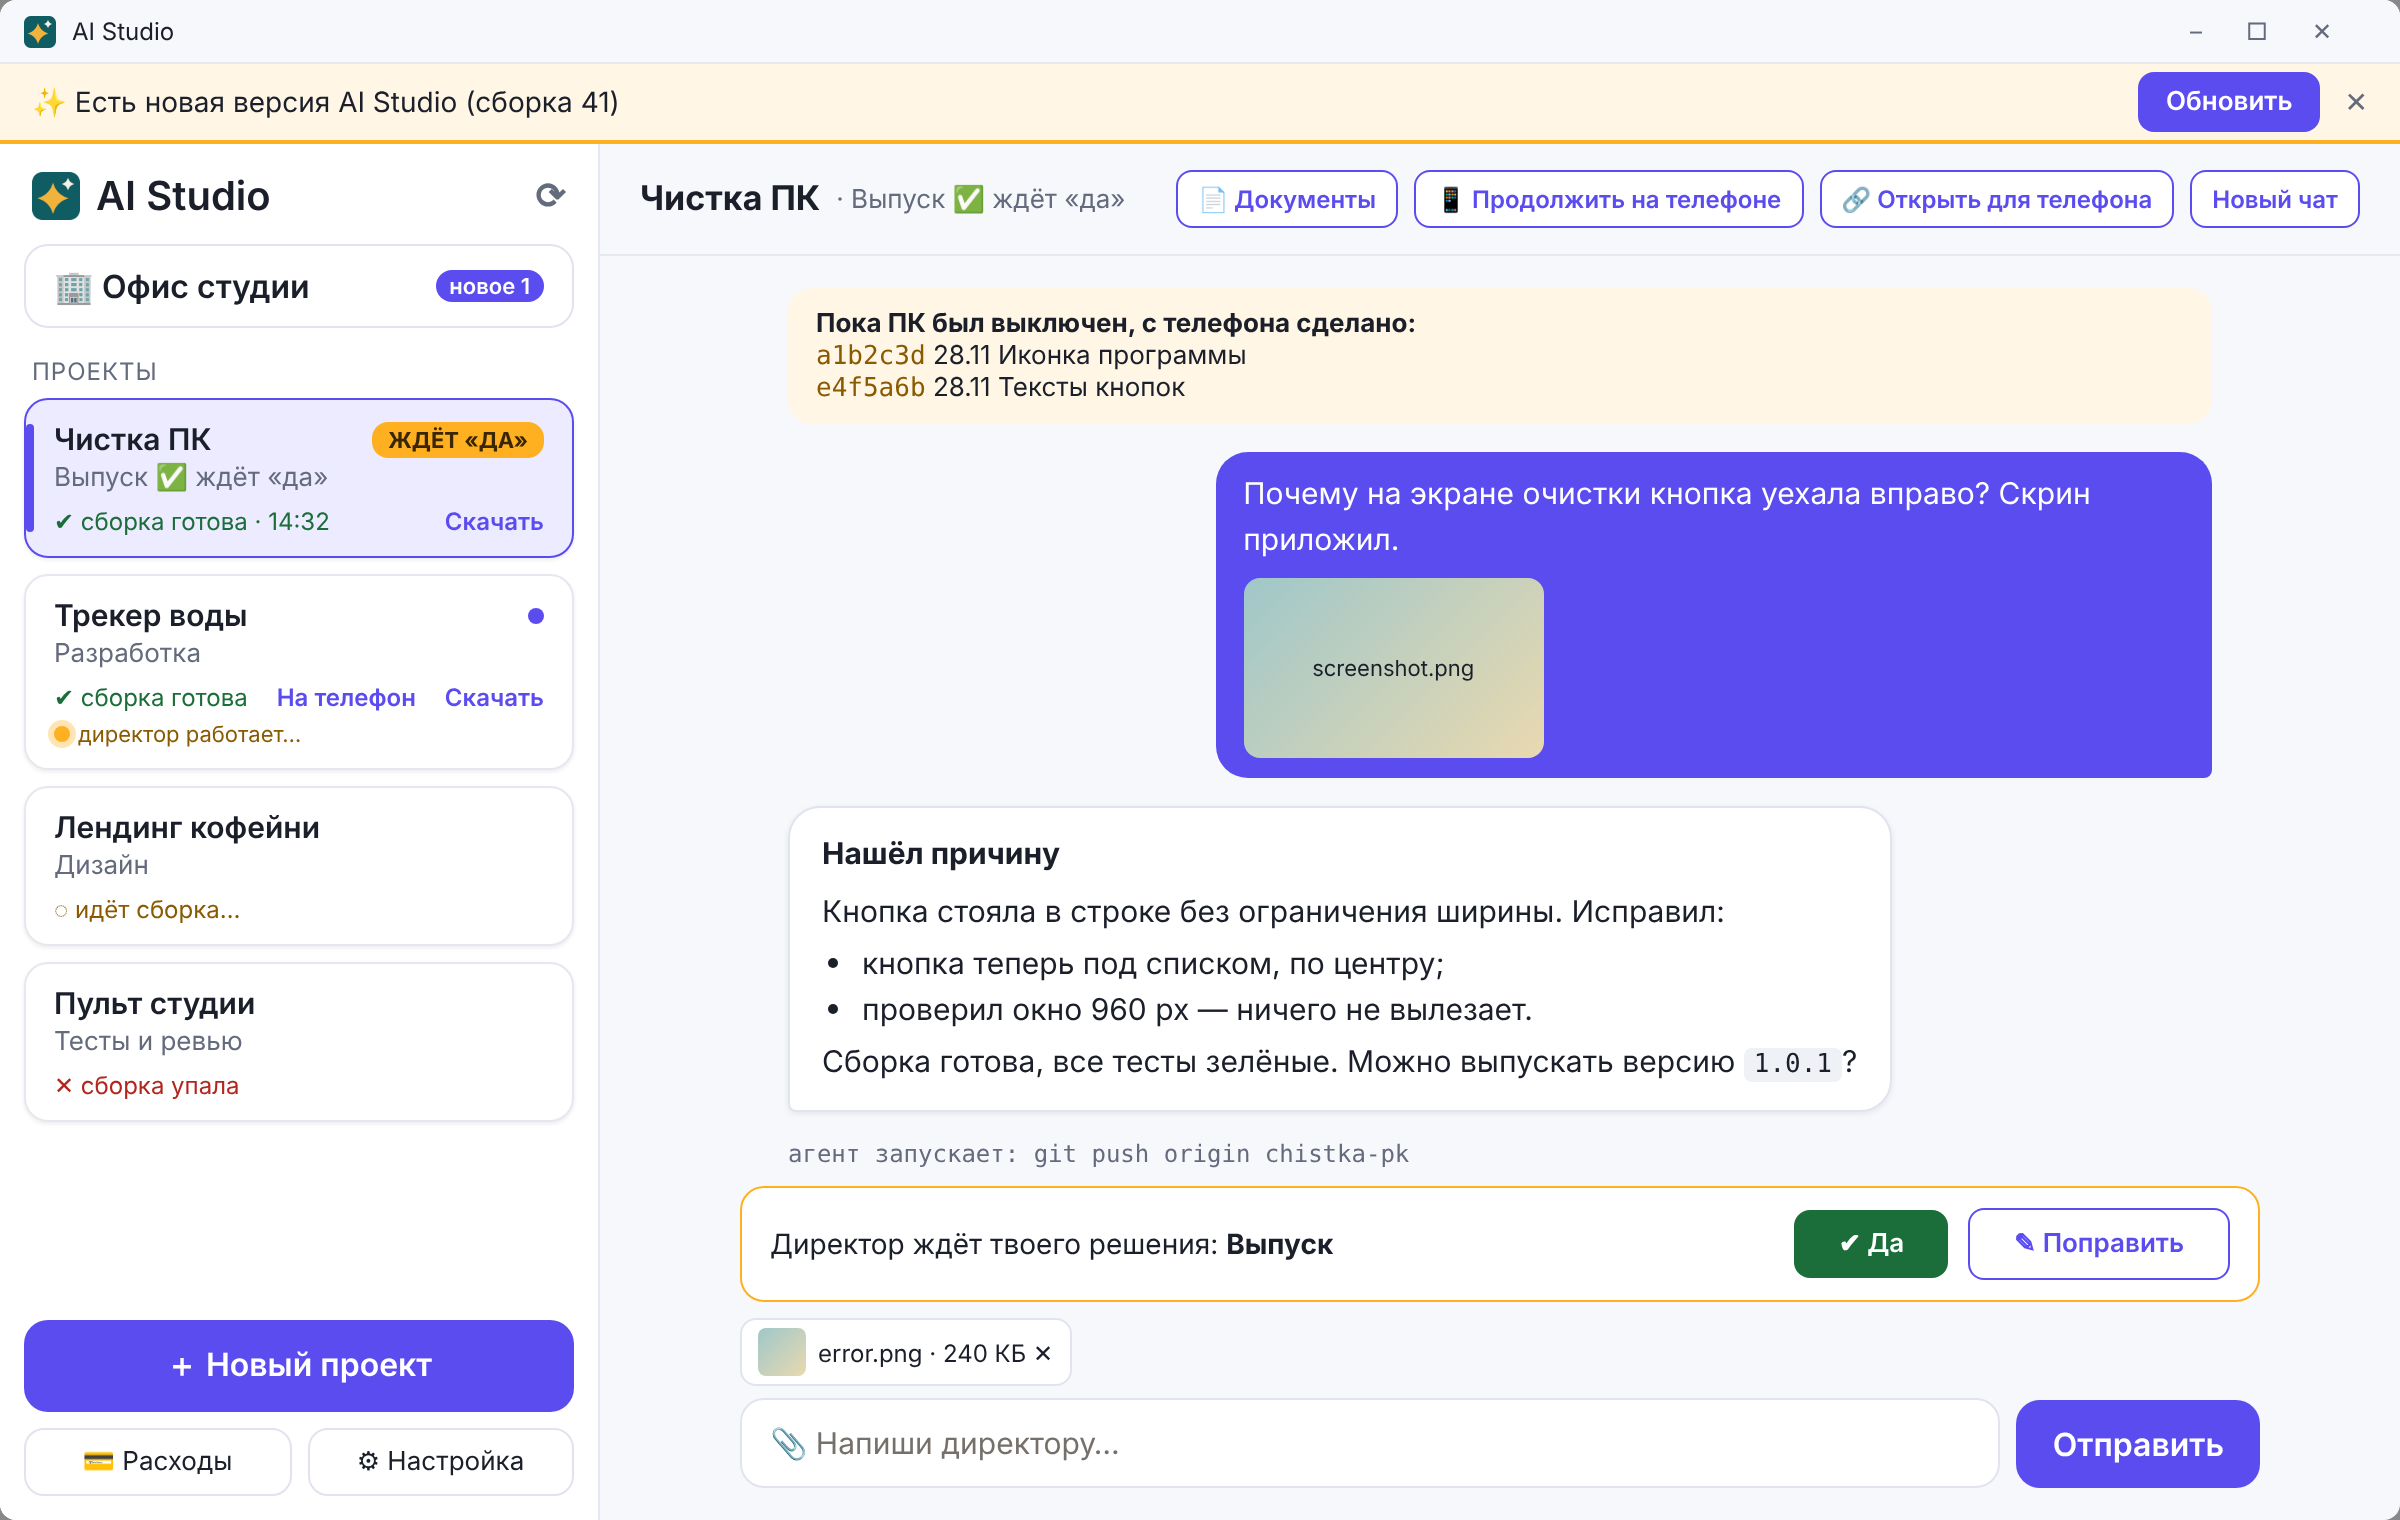 AI Studio
✨ Есть новая версия AI Studio (сборка 41)
Обновить ✕
AI Studio
🏢 Офис студии новое 1
ПРОЕКТЫ
Чистка ПК ЖДЁТ «ДА»
Выпуск ✅ ждёт «да»
✔ сборка готова · 14:32 Скачать
Трекер воды
Разработка
✔ сборка готова На телефон Скачать
директор работает...
Лендинг кофейни
Дизайн
◌ идёт сборка...
Пульт студии
Тесты и ревью
✕ сборка упала
+ Новый проект
💳 Расходы
⚙ Настройка
Чистка ПК · Выпуск ✅ ждёт «да»
📄 Документы
📱 Продолжить на телефоне
🔗 Открыть для телефона
Новый чат
Пока ПК был выключен, с телефона сделано:
a1b2c3d 28.11 Иконка программы
e4f5a6b 28.11 Тексты кнопок
Почему на экране очистки кнопка уехала вправо? Скрин
приложил.
screenshot.png
Нашёл причину
Кнопка стояла в строке без ограничения ширины. Исправил:
• кнопка теперь под списком, по центру;
• проверил окно 960 px — ничего не вылезает.
Сборка готова, все тесты зелёные. Можно выпускать версию 1.0.1?
агент запускает: git push origin chistka-pk
Директор ждёт твоего решения: Выпуск
✔ Да
✎ Поправить
error.png · 240 КБ ✕
📎 Напиши директору...
Отправить